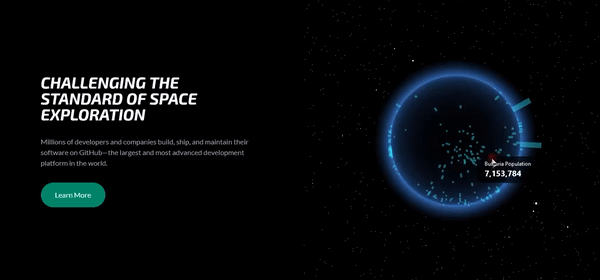 CHALLENGING THE
STANDARD OF SPACE
EXPLORATION
Millions of developers and companies build, ship, and maintain their
software on GitHub—the largest and most advanced development
platform in the world.
Learn More
Bulgaria Population
7,153,784